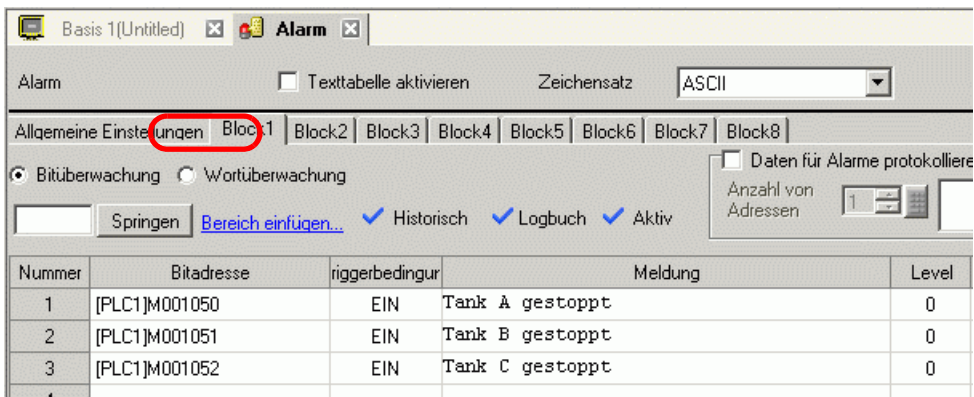 Basis 1(Untitled) Alarm
Alarm Texttabelle aktivieren Zeichensatz ASCII
Allgemeine Einstellungen Block1 Block2 Block3 Block4 Block5 Block6 Block7 Block8
Bitüberwachung Wortüberwachung Daten für Alarme protokolliere
Anzahl von
Adressen 1
Springen Bereich einfügen... Historisch Logbuch Aktiv
Nummer Bitadresse riggerbedingur Meldung Level
1 [PLC1]M001050 EIN Tank A gestoppt 0
2 [PLC1]M001051 EIN Tank B gestoppt 0
3 [PLC1]M001052 EIN Tank C gestoppt 0